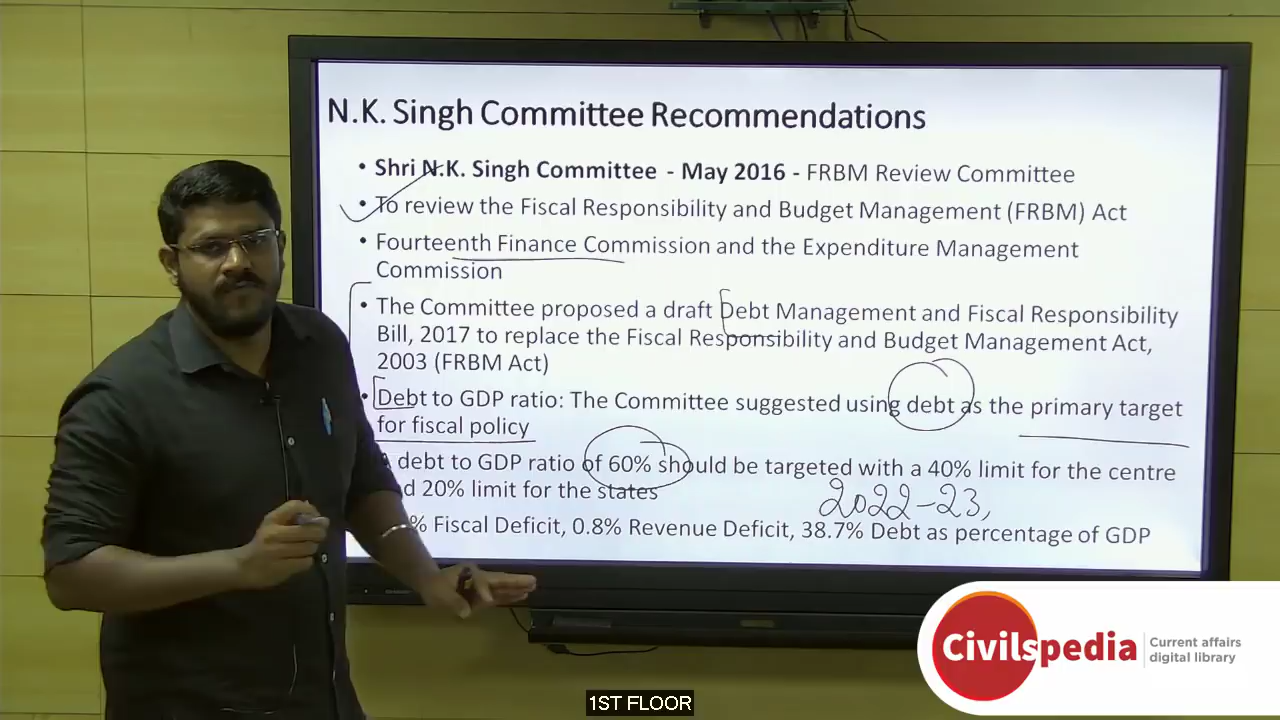 N.K. Singh Committee Recommendations
• Shri N.K. Singh Committee - May 2016 - FRBM Review Committee
• To review the Fiscal Responsibility and Budget Management (FRBM) Act
• Fourteenth Finance Commission and the Expenditure Management
Commission
• The Committee proposed a draft Debt Management and Fiscal Responsibility
Bill, 2017 to replace the Fiscal Responsibility and Budget Management Act,
2003 (FRBM Act)
• Debt to GDP ratio: The Committee suggested using debt as the primary target
for fiscal policy
debt to GDP ratio of 60% should be targeted with a 40% limit for the centre
20% limit for the states
2022-23,
% Fiscal Deficit, 0.8% Revenue Deficit, 38.7% Debt as percentage of GDP
Civilspedia
Current affairs
digital library
1ST FLOOR